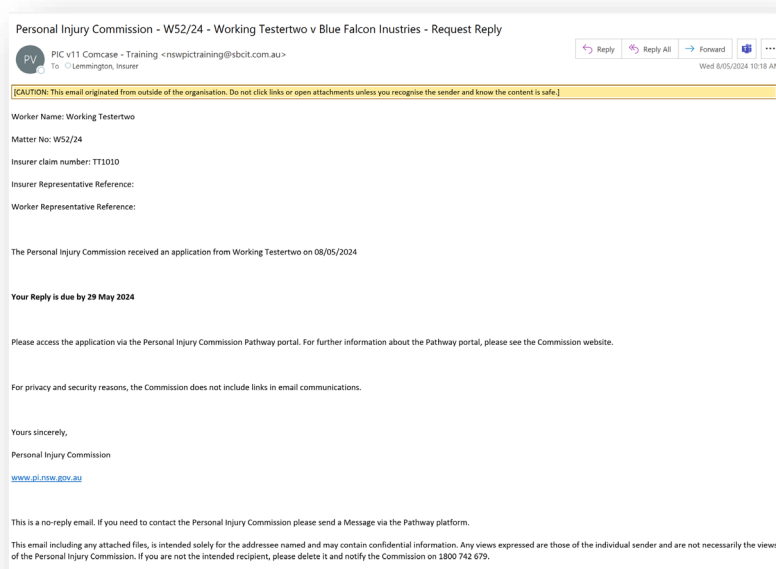 Personal Injury Commission - W52/24 - Working Testertwo v Blue Falcon Inustries - Request Reply
PV
PIC v11 Comcase - Training <nswpictraining@sbcit.com.au>
To Lemmington, Insurer
Reply
Reply All
Forward
Wed 8/05/2024 10:18 AM
[CAUTION: This email originated from outside of the organisation. Do not click links or open attachments unless you recognise the sender and know the content is safe.]
Worker Name: Working Testertwo
Matter No: W52/24
Insurer claim number: TT1010
Insurer Representative Reference:
Worker Representative Reference:
The Personal Injury Commission received an application from Working Testertwo on 08/05/2024
Your Reply is due by 29 May 2024
Please access the application via the Personal Injury Commission Pathway portal. For further information about the Pathway portal, please see the Commission website.
For privacy and security reasons, the Commission does not include links in email communications.
Yours sincerely,
Personal Injury Commission
www.pi.nsw.gov.au
This is a no-reply email. If you need to contact the Personal Injury Commission please send a Message via the Pathway platform.
This email including any attached files, is intended solely for the addressee named and may contain confidential information. Any views expressed are those of the individual sender and are not necessarily the views
of the Personal Injury Commission. If you are not the intended recipient, please delete it and notify the Commission on 1800 742 679.